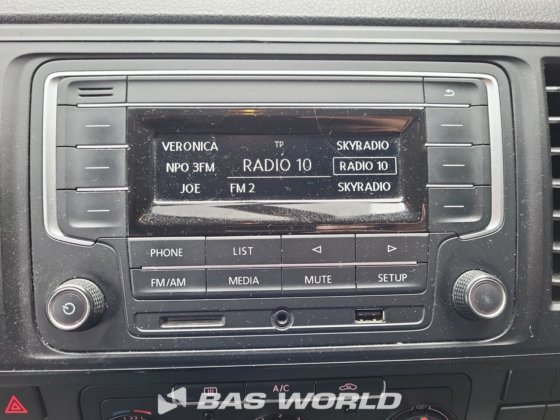 VERONICA TP SKYRADIO
NPO 3FM RADIO 10 RADIO 10
JOE FM 2 SKYRADIO
PHONE LIST
FM/AM MEDIA MUTE SETUP
A/C
BAS WORLD